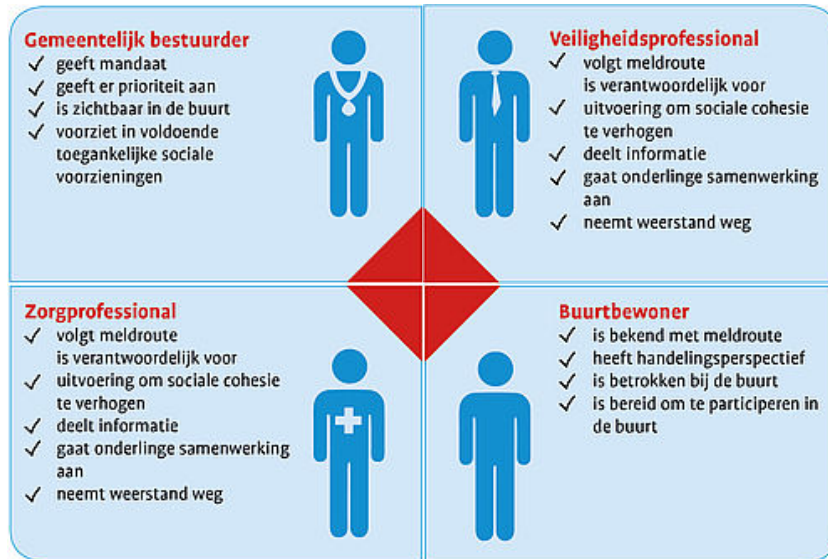 Gemeentelijk bestuurder
✓ geeft mandaat
✓ geeft er prioriteit aan
✓ is zichtbaar in de buurt
✓ voorziet in voldoende
toegankelijke sociale
voorzieningen
Veiligheidsprofessional
✓ volgt meldroute
is verantwoordelijk voor
✓ uitvoering om sociale cohesie
te verhogen
✓ deelt informatie
✓ gaat onderlinge samenwerking
aan
✓ neemt weerstand weg
Zorgprofessional
✓ volgt meldroute
is verantwoordelijk voor
✓ uitvoering om sociale cohesie
te verhogen
✓ deelt informatie
✓ gaat onderlinge samenwerking
aan
✓ neemt weerstand weg
Buurtbewoner
✓ is bekend met meldroute
✓ heeft handelingsperspectief
✓ is betrokken bij de buurt
✓ is bereid om te participeren in
de buurt